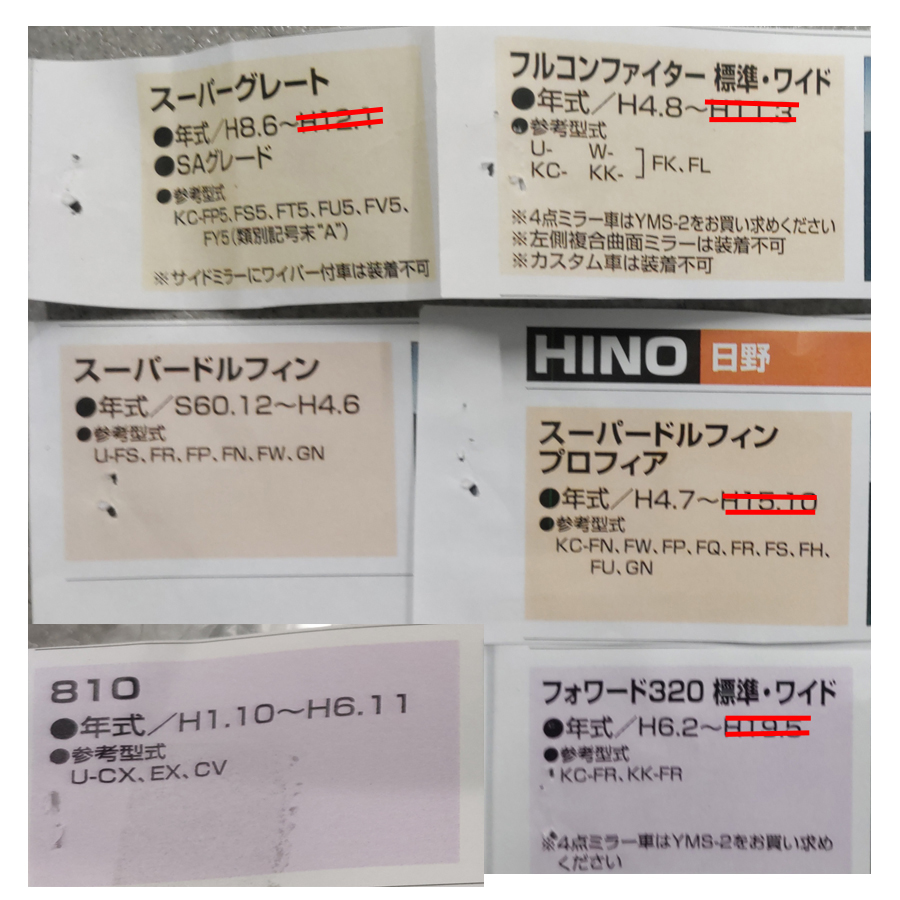 スーパーグレート
●年式/H8.6〜H12.1
●SAグレード
●参考型式
KC-FP5、FS5、FT5、FU5、FV5、
FY5(類別記号末"A")
※サイドミラーにワイパー付車は装着不可
フルコンファイター 標準・ワイド
●年式/H4.8〜H11.3
●参考型式
U- W-
KC- KK- ]FK、FL
※4点ミラー車はYMS-2をお買い求めください
※左側複合曲面ミラーは装着不可
※カスタム車は装着不可
スーパードルフィン
●年式/S60.12〜H4.6
●参考型式
U-FS、FR、FP、FN、FW、GN
HINO 日野
スーパードルフィン
プロフィア
●年式/H4.7〜H15.10
●参考型式
KC-FN、FW、FP、FQ、FR、FS、FH、
FU、GN
810
●年式/H1.10〜H6.11
●参考型式
U-CX、EX、CV
フォワード320 標準・ワイド
●年式/H6.2〜H19.5
●参考型式
KC-FR、KK-FR
※4点ミラー車はYMS-2をお買い求め
ください